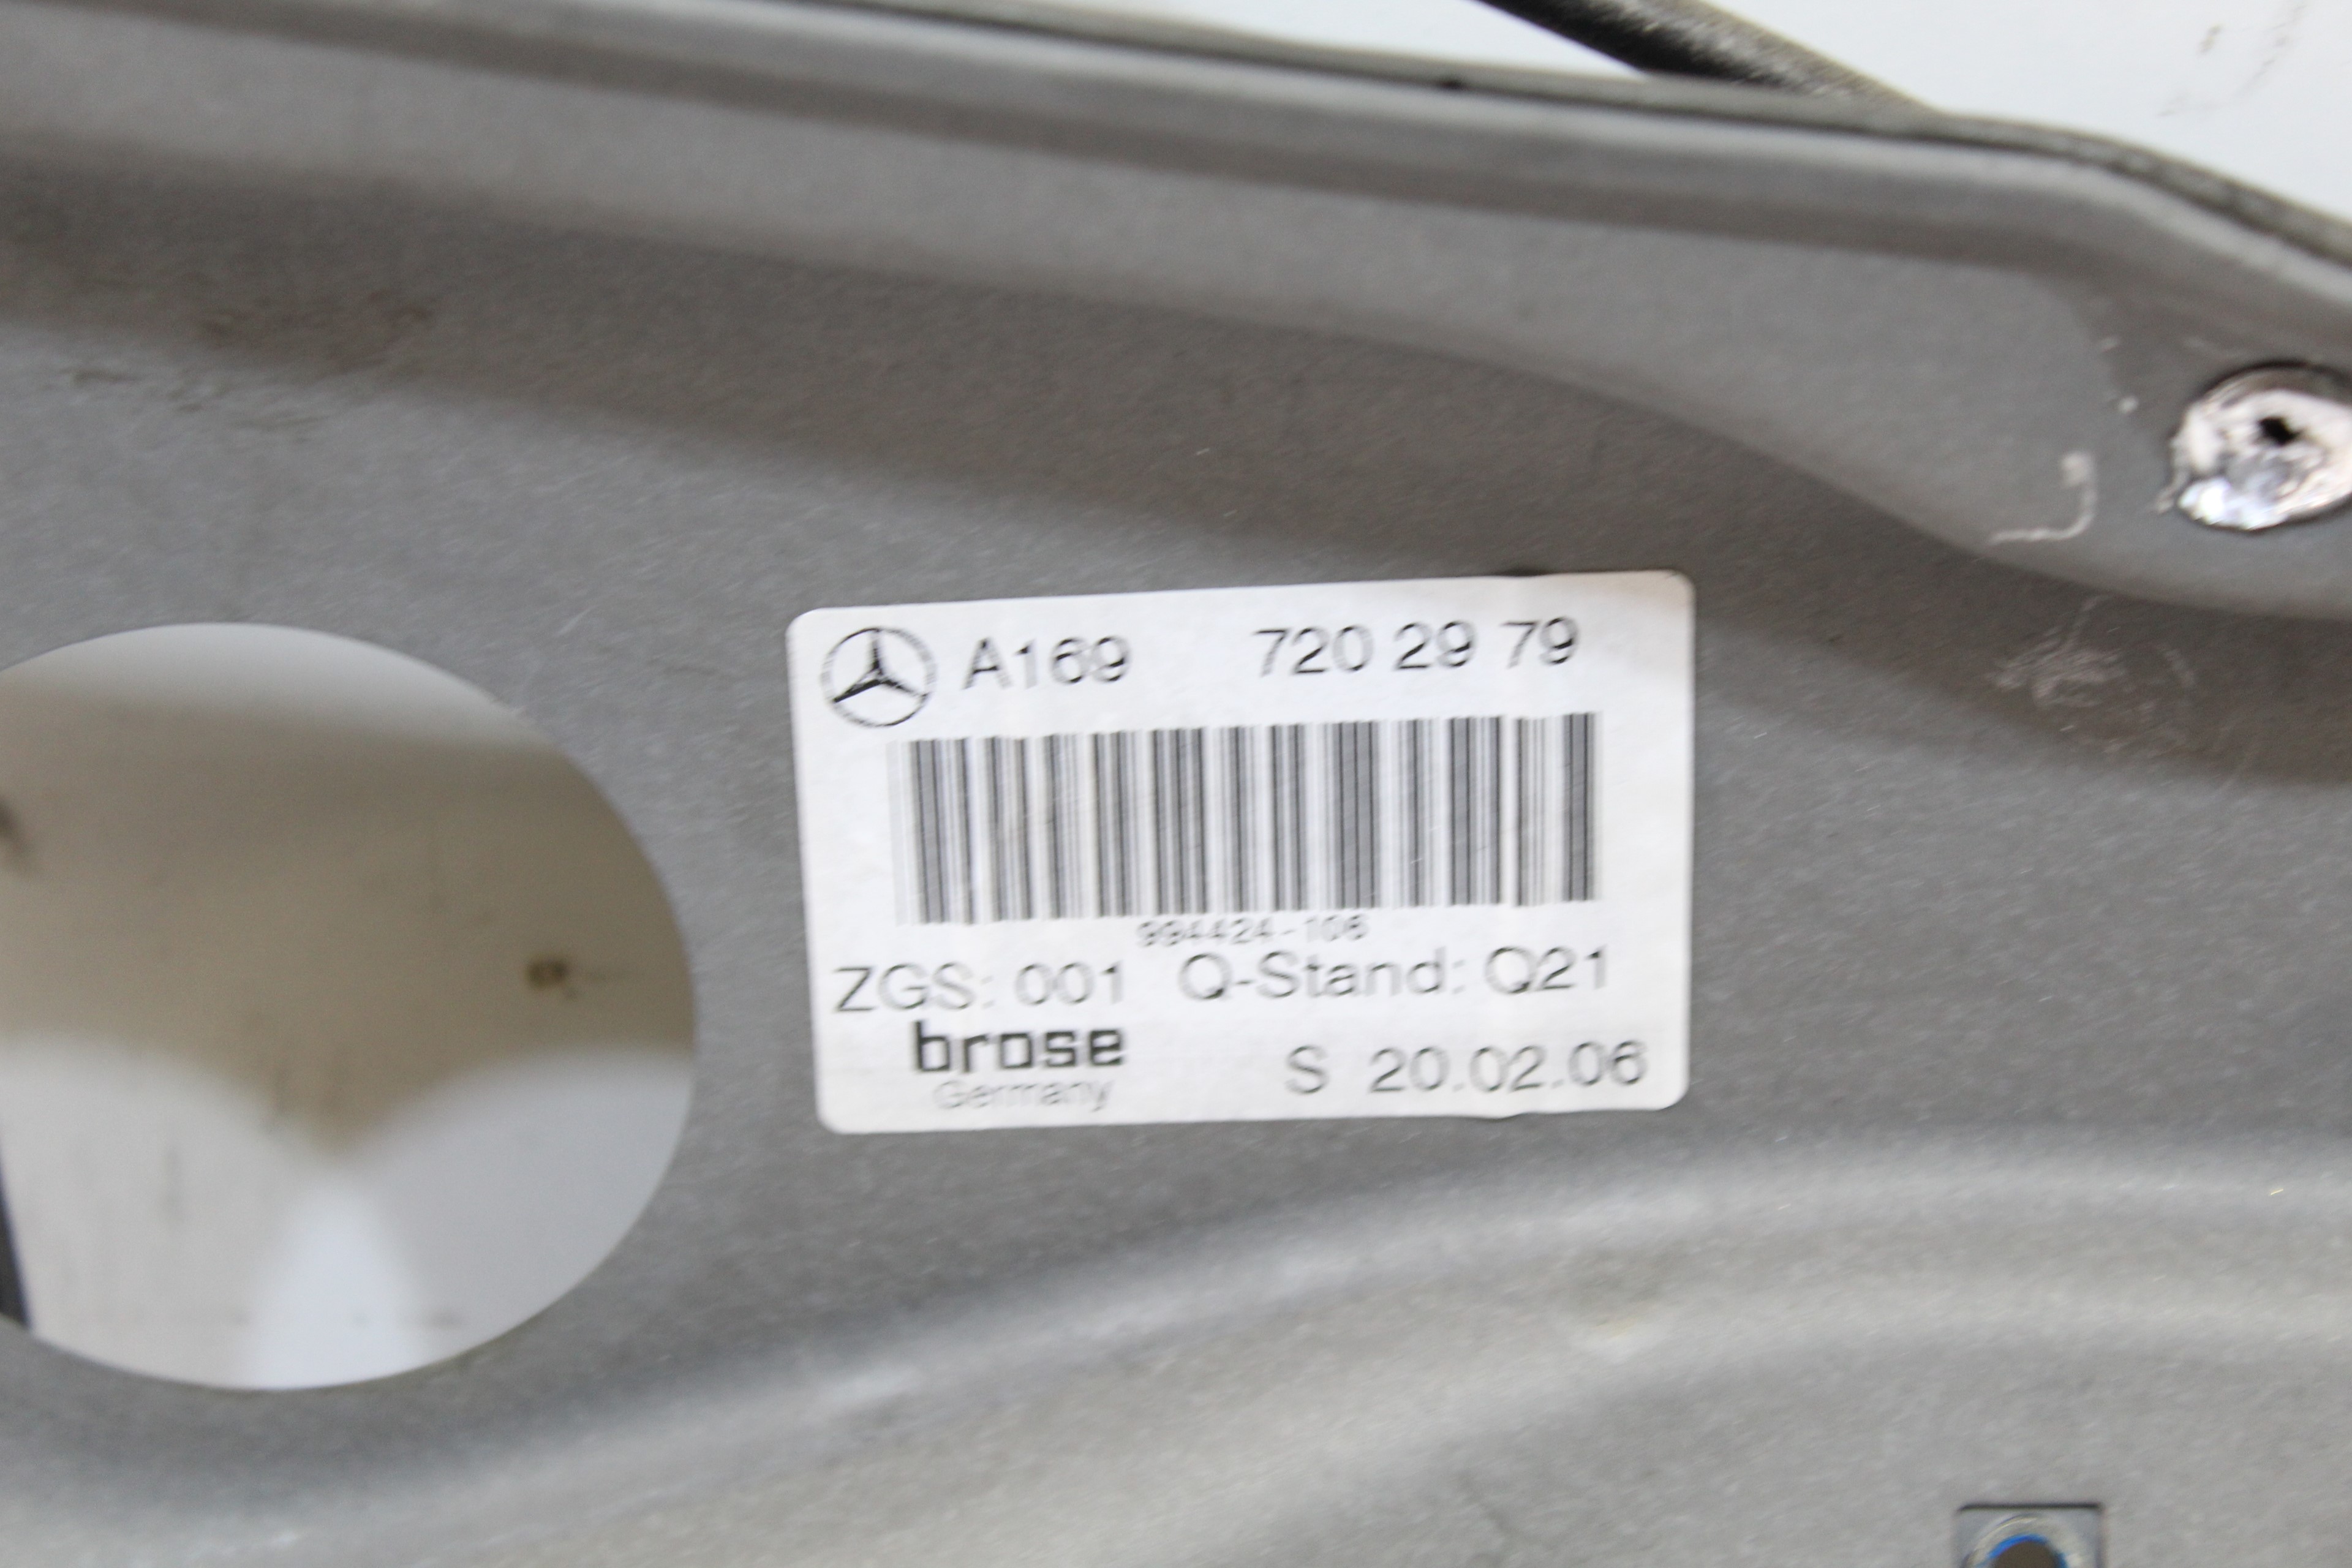 A169 720 29 79
994424-106
ZGS: 001 Q-Stand: Q21
brose
Germany
S 20.02.06